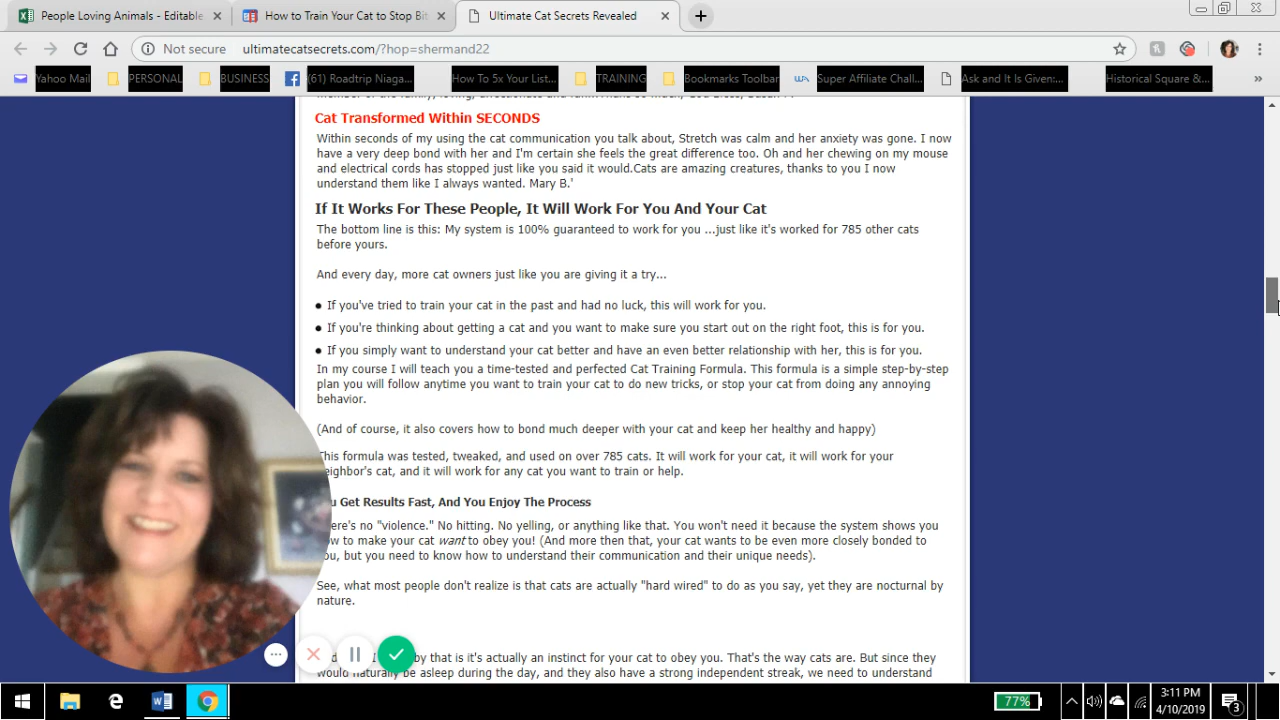 People Loving Animals - Editable
How to Train Your Cat to Stop Bit
Ultimate Cat Secrets Revealed
Not secure
ultimatecatsecrets.com/?hop=shermand22
Yahoo Mail
PERSONAL
BUSINESS
(61) Roadtrip Niaga...
How To 5x Your List...
TRAINING
Bookmarks Toolbar
Super Affiliate Chall...
Ask and It Is Given:...
Historical Square &...
Cat Transformed Within SECONDS
Within seconds of my using the cat communication you talk about, Stretch was calm and her anxiety was gone. I now
have a very deep bond with her and I'm certain she feels the great difference too. Oh and her chewing on my mouse
and electrical cords has stopped just like you said it would.Cats are amazing creatures, thanks to you I now
understand them like I always wanted. Mary B.'
If It Works For These People, It Will Work For You And Your Cat
The bottom line is this: My system is 100% guaranteed to work for you ...just like it's worked for 785 other cats
before yours.
And every day, more cat owners just like you are giving it a try...
● If you've tried to train your cat in the past and had no luck, this will work for you.
● If you're thinking about getting a cat and you want to make sure you start out on the right foot, this is for you.
● If you simply want to understand your cat better and have an even better relationship with her, this is for you.
In my course I will teach you a time-tested and perfected Cat Training Formula. This formula is a simple step-by-step
plan you will follow anytime you want to train your cat to do new tricks, or stop your cat from doing any annoying
behavior.
(And of course, it also covers how to bond much deeper with your cat and keep her healthy and happy)
This formula was tested, tweaked, and used on over 785 cats. It will work for your cat, it will work for your
eighbor's cat, and it will work for any cat you want to train or help.
u Get Results Fast, And You Enjoy The Process
ere's no "violence." No hitting. No yelling, or anything like that. You won't need it because the system shows you
ow to make your cat want to obey you! (And more then that, your cat wants to be even more closely bonded to
ou, but you need to know how to understand their communication and their unique needs).
See, what most people don't realize is that cats are actually "hard wired" to do as you say, yet they are nocturnal by
nature.
by that is it's actually an instinct for your cat to obey you. That's the way cats are. But since they
would naturally be asleep during the day, and they also have a strong independent streak, we need to understand
77%
3:11 PM
4/10/2019
3